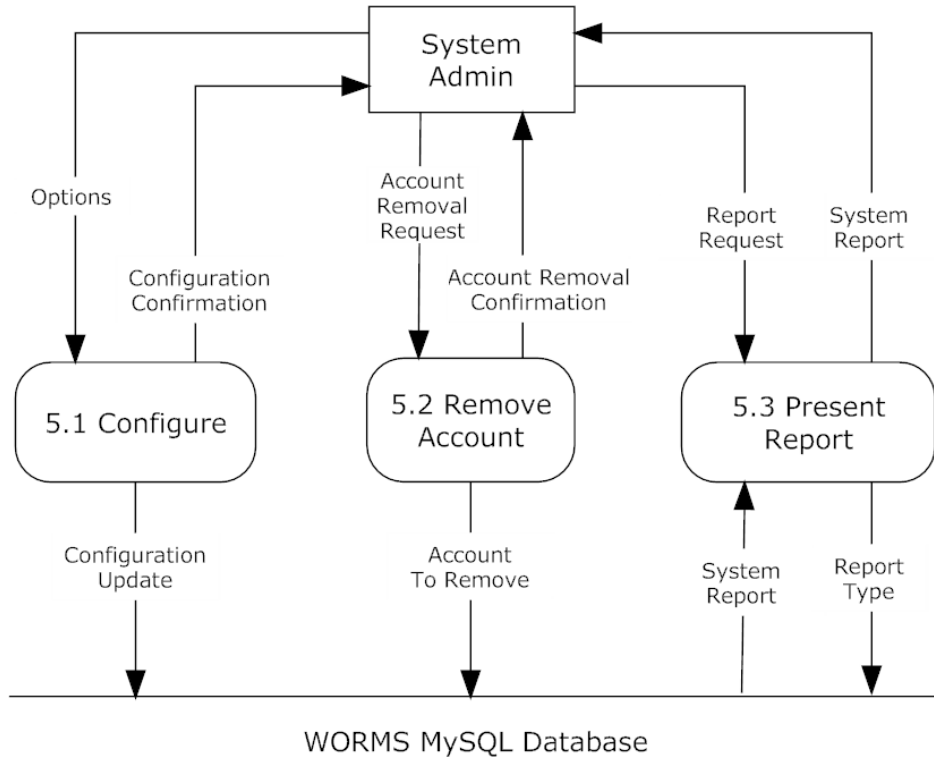 System
Admin
Options
Account
Removal
Request
Report
Request
System
Report
Configuration
Confirmation
Account Removal
Confirmation
5.1 Configure
5.2 Remove
Account
5.3 Present
Report
Configuration
Update
Account
To Remove
System
Report
Report
Type
WORMS MySQL Database